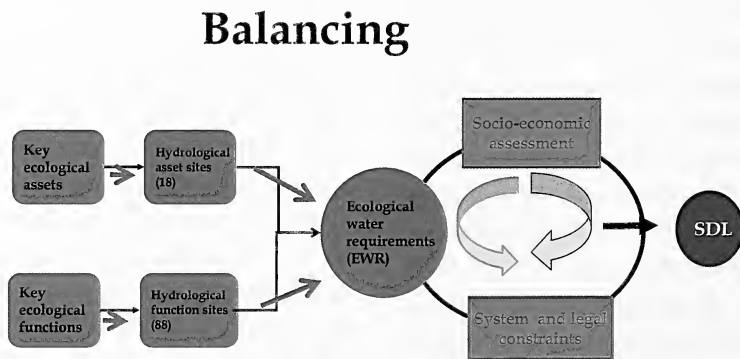 Balancing
Key
ecological
assets
Hydrological
asset sites
(18)
Key
ecological
functions
Hydrological
function sites
(88)
Ecological
water
requirements
(EWR)
Socio-economic
assessment
System and legal
constraints
SDL